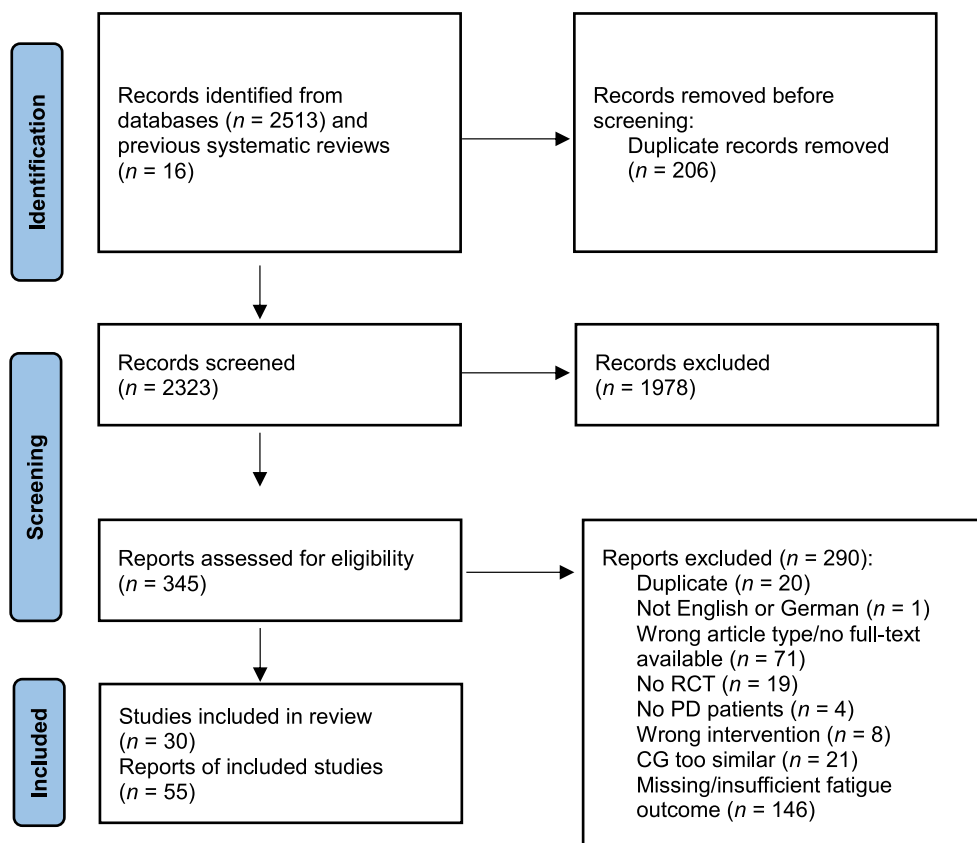 Identification
Records identified from
databases (n = 2513) and
previous systematic reviews
(n = 16)
Records removed before
screening:
Duplicate records removed
(n = 206)
Screening
Records screened
(n = 2323)
Records excluded
(n = 1978)
Reports assessed for eligibility
(n = 345)
Reports excluded (n = 290):
Duplicate (n = 20)
Not English or German (n = 1)
Wrong article type/no full-text
available (n = 71)
No RCT (n = 19)
No PD patients (n = 4)
Wrong intervention (n = 8)
CG too similar (n = 21)
Missing/insufficient fatigue
outcome (n = 146)
Included
Studies included in review
(n = 30)
Reports of included studies
(n = 55)